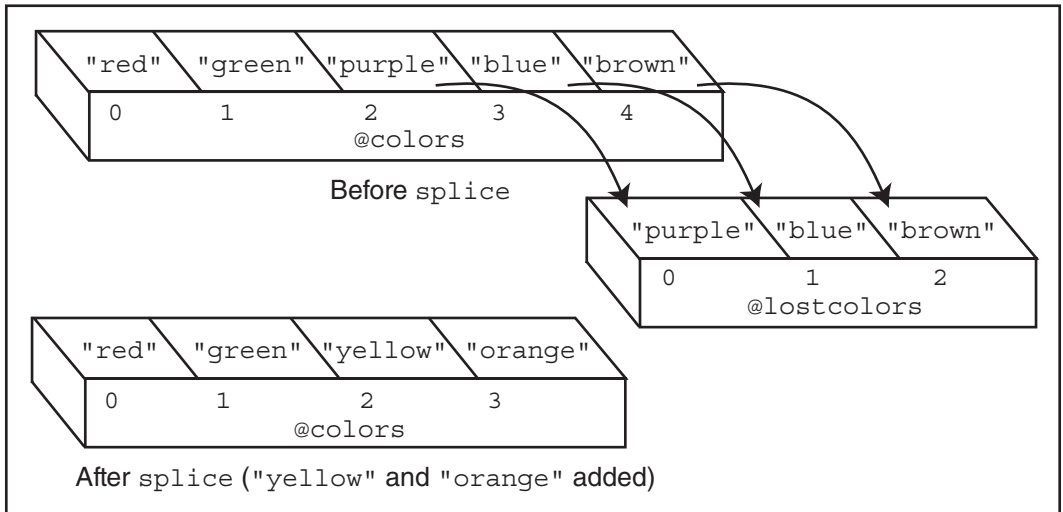 "red" "green" "purple" "blue" "brown"
0 1 2 3 4
@colors
Before splice
"purple" "blue" "brown"
0 1 2
@lostcolors
"red" "green" "yellow" "orange"
0 1 2 3
@colors
After splice ("yellow" and "orange" added)